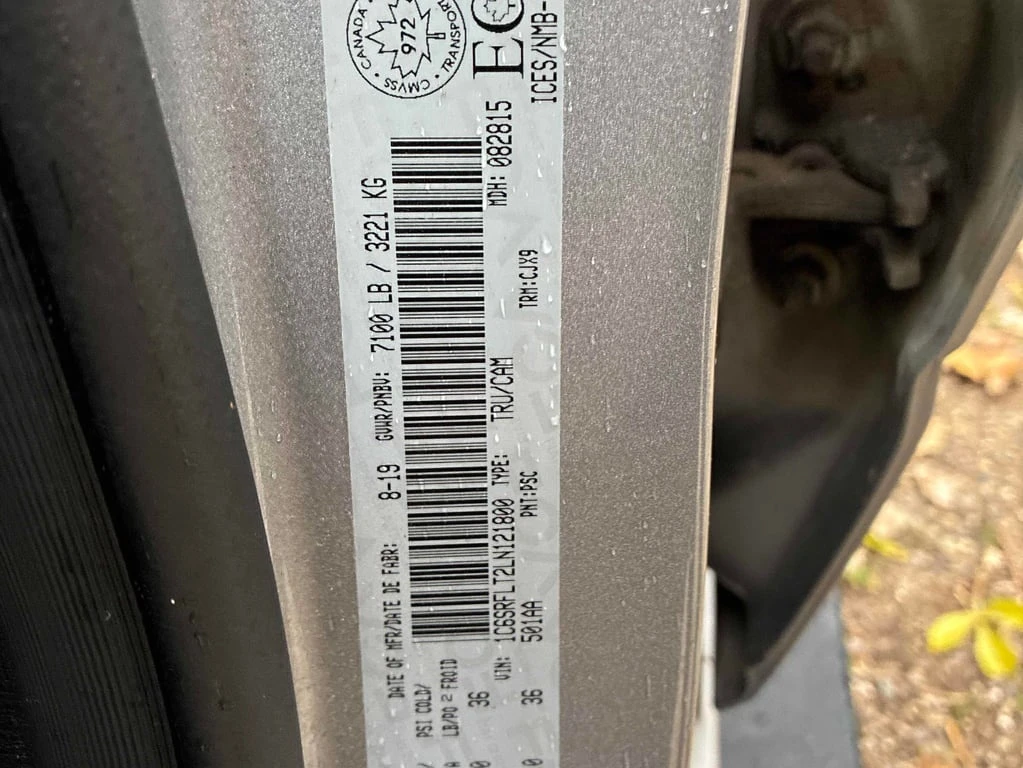 DATE OF MFR/DATE DE FABR: 8-19 GVWR/PNBV: 7100 LB / 3221 KG
CANADA
972
TRANSPORT
CMVSS
PSI COLD/
LB/PO 2 FROID
36
VIN: 1C6SRFLT2LN121800 TYPE: TRU/CAM
MDH: 082815
501AA PNT:PSC TRM:CJX9
36
ICES/NMB-